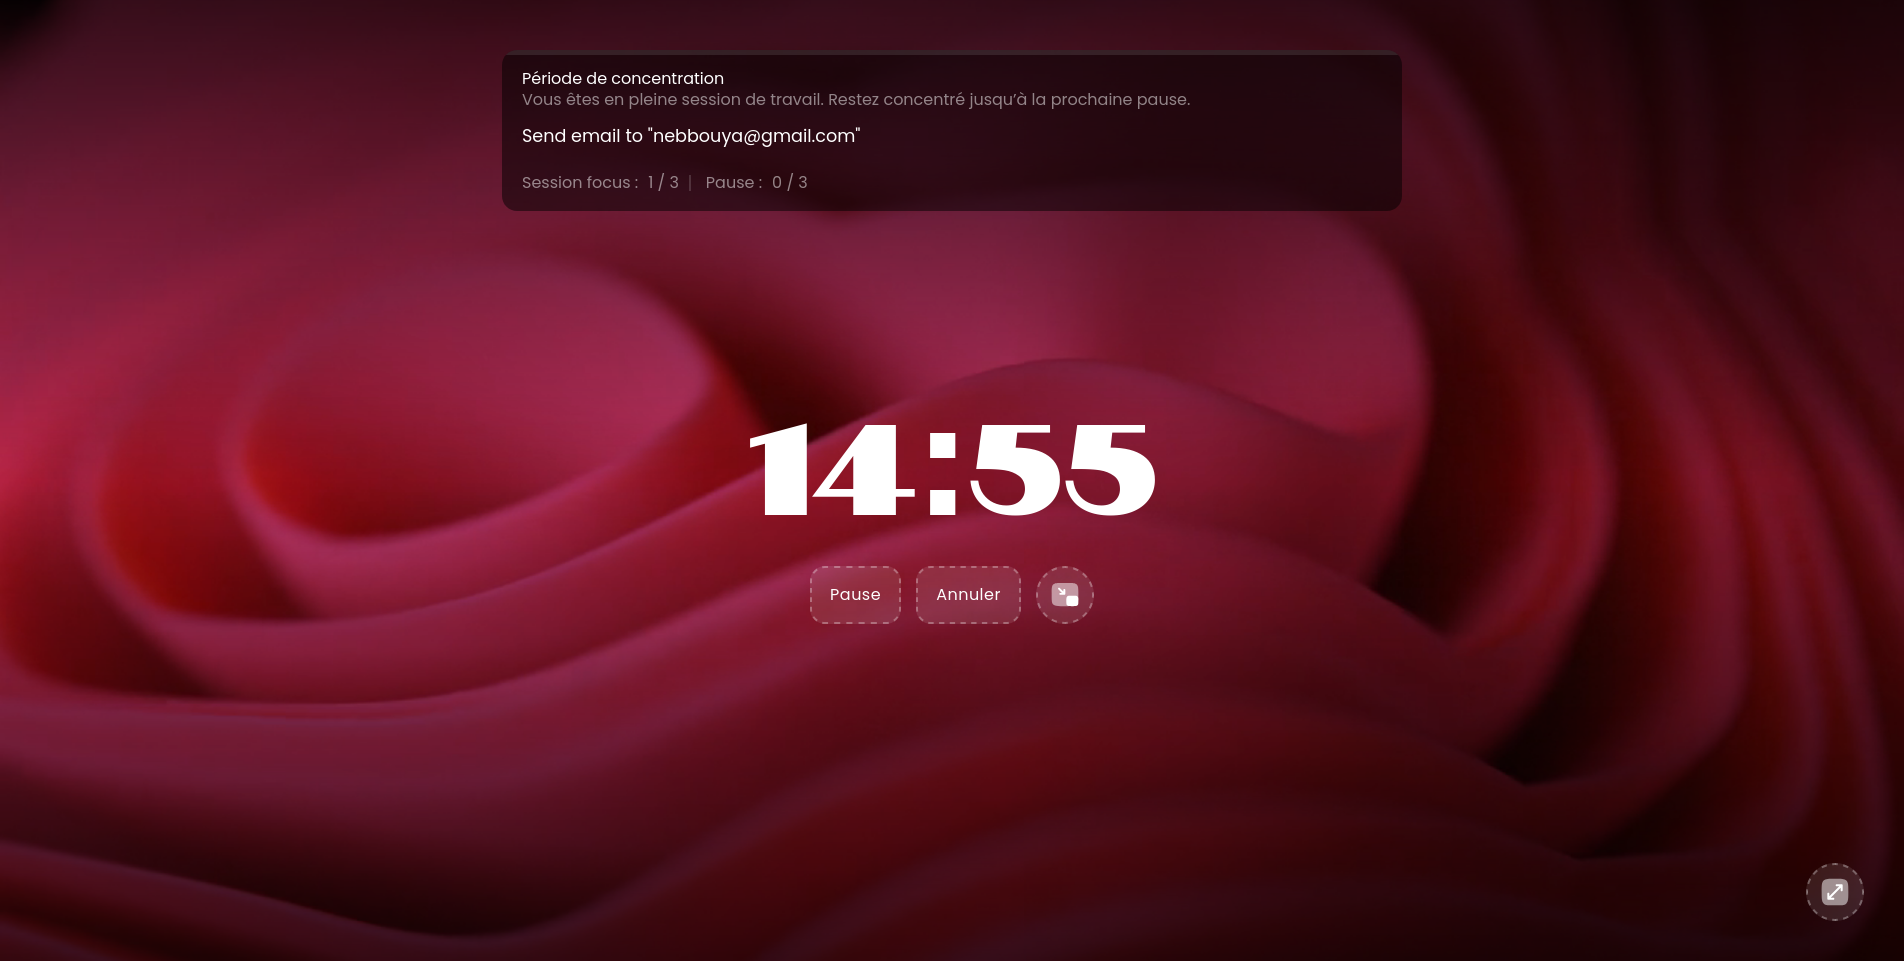 Période de concentration
Vous êtes en pleine session de travail. Restez concentré jusqu’à la prochaine pause.
Send email to "nebbouya@gmail.com"
Session focus : 1 / 3 | Pause : 0 / 3
14:55
Pause Annuler